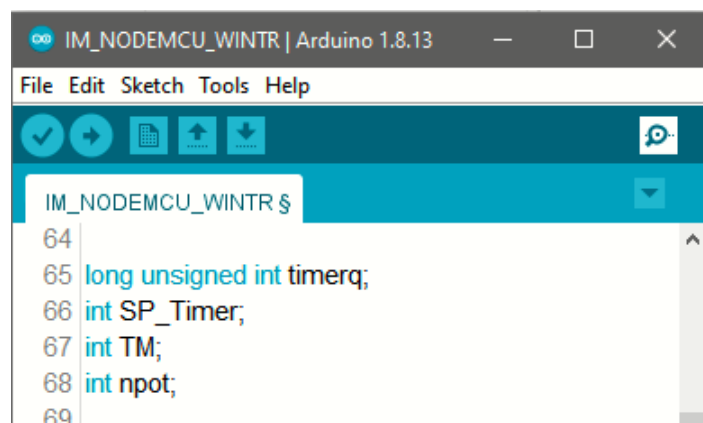 IM_NODEMCU_WINTR | Arduino 1.8.13
File Edit Sketch Tools Help
IM_NODEMCU_WINTR §
64
65 long unsigned int timerq;
66 int SP_Timer;
67 int TM;
68 int npot;
69